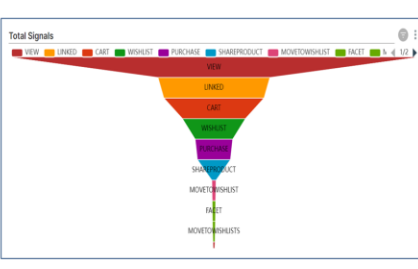 Total Signals
VIEW LINKED CART WISHLIST PURCHASE SHAREPRODUCT MOVETOWISHLIST FACET 1/2
VIEW
LINKED
CART
WISHLIST
PURCHASE
SHAREPRODUCT
MOVETOWISHLIST
FACET
MOVETOWISHLISTS